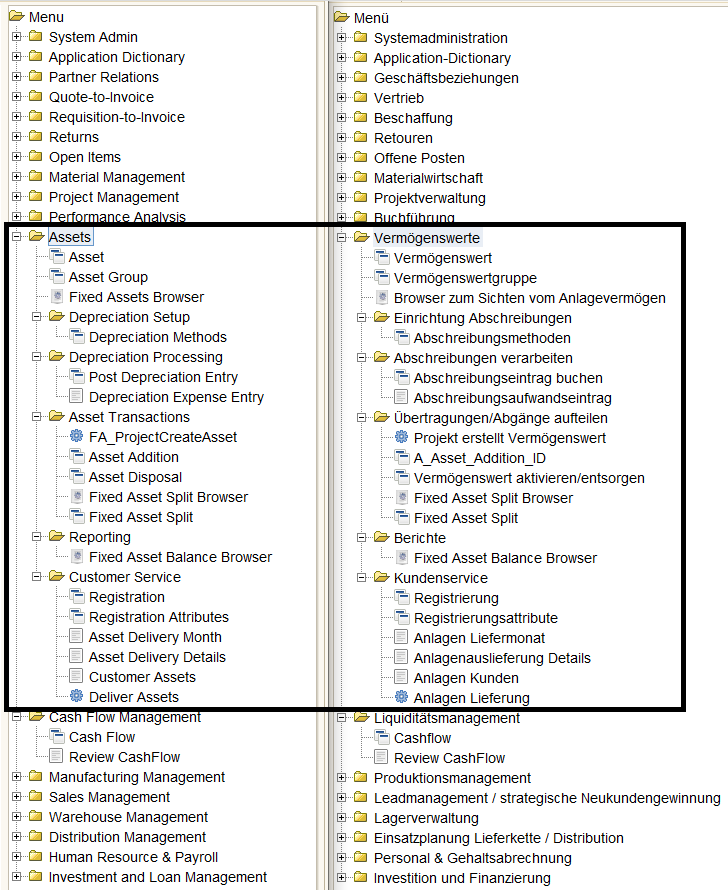 Menu
System Admin
Application Dictionary
Partner Relations
Quote-to-Invoice
Requisition-to-Invoice
Returns
Open Items
Material Management
Project Management
Performance Analysis
Assets
Asset
Asset Group
Fixed Assets Browser
Depreciation Setup
Depreciation Methods
Depreciation Processing
Post Depreciation Entry
Depreciation Expense Entry
Asset Transactions
FA_ProjectCreateAsset
Asset Addition
Asset Disposal
Fixed Asset Split Browser
Fixed Asset Split
Reporting
Fixed Asset Balance Browser
Customer Service
Registration
Registration Attributes
Asset Delivery Month
Asset Delivery Details
Customer Assets
Deliver Assets
Cash Flow Management
Cash Flow
Review CashFlow
Manufacturing Management
Sales Management
Warehouse Management
Distribution Management
Human Resource & Payroll
Investment and Loan Management
Menü
Systemadministration
Application-Dictionary
Geschäftsbeziehungen
Vertrieb
Beschaffung
Retouren
Offene Posten
Materialwirtschaft
Projektverwaltung
Buchführung
Vermögenswerte
Vermögenswert
Vermögenswertgruppe
Browser zum Sichten vom Anlagevermögen
Einrichtung Abschreibungen
Abschreibungsmethoden
Abschreibungen verarbeiten
Abschreibungseintrag buchen
Abschreibungsaufwandseintrag
Übertragungen/Abgänge aufteilen
Projekt erstellt Vermögenswert
A_Asset_Addition_ID
Vermögenswert aktivieren/entsorgen
Fixed Asset Split Browser
Fixed Asset Split
Berichte
Fixed Asset Balance Browser
Kundenservice
Registrierung
Registrierungsattribute
Anlagen Liefermonat
Anlagenauslieferung Details
Anlagen Kunden
Anlagen Lieferung
Liquiditätsmanagement
Cashflow
Review CashFlow
Produktionsmanagement
Leadmanagement / strategische Neukundengewinnung
Lagerverwaltung
Einsatzplanung Lieferkette / Distribution
Personal & Gehaltsabrechnung
Investition und Finanzierung